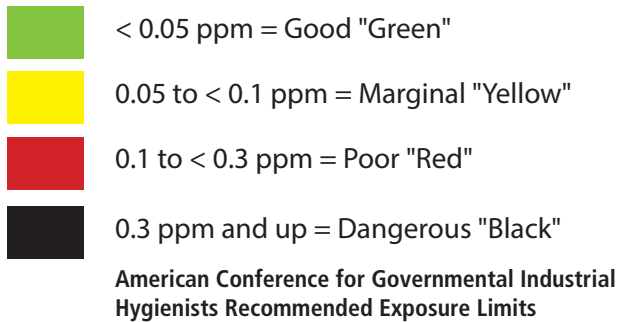 < 0.05 ppm = Good "Green"
0.05 to < 0.1 ppm = Marginal "Yellow"
0.1 to < 0.3 ppm = Poor "Red"
0.3 ppm and up = Dangerous "Black"
American Conference for Governmental Industrial
Hygienists Recommended Exposure Limits